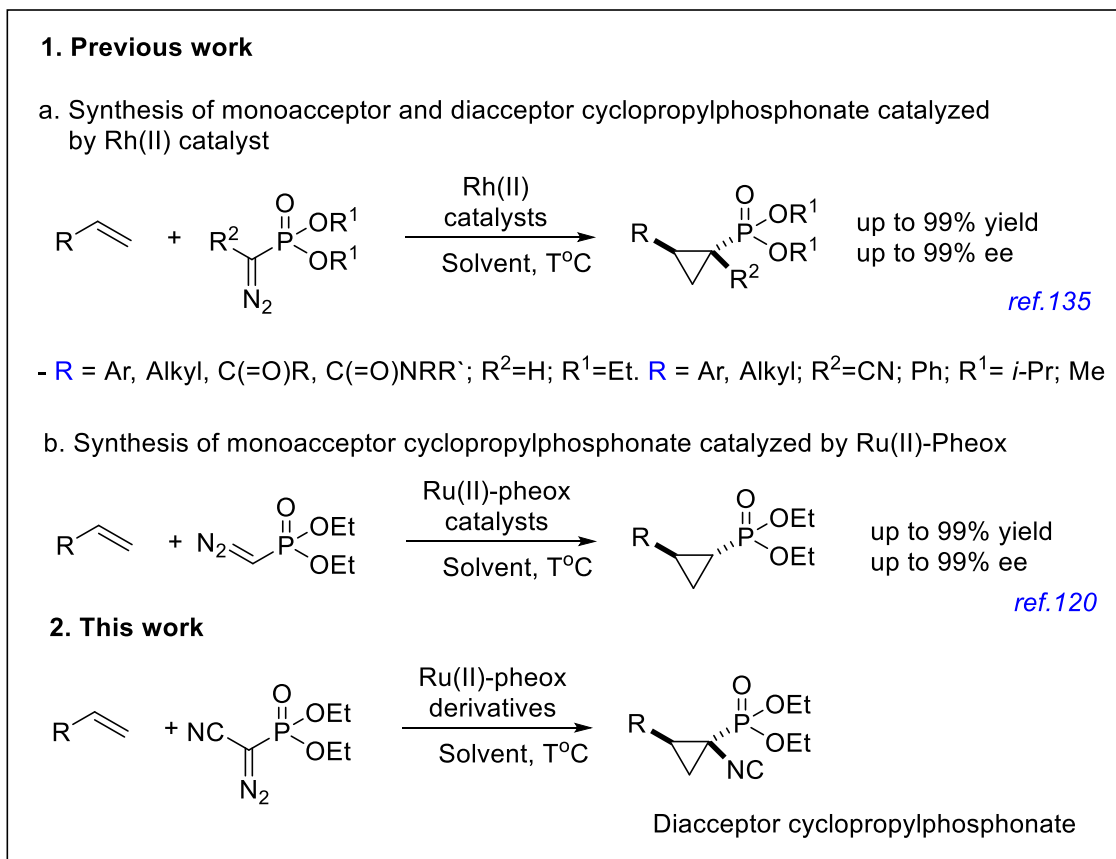 1. Previous work
a. Synthesis of monoacceptor and diacceptor cyclopropylphosphonate catalyzed
by Rh(II) catalyst
R
+
R²
N₂
O
P
OR¹
OR¹
Rh(II)
catalysts
Solvent, T°C
R
R²
O
P
OR¹
OR¹
up to 99% yield
up to 99% ee
ref.135
- R = Ar, Alkyl, C(=O)R, C(=O)NRR`; R²=H; R¹=Et. R = Ar, Alkyl; R²=CN; Ph; R¹= i-Pr; Me
b. Synthesis of monoacceptor cyclopropylphosphonate catalyzed by Ru(II)-Pheox
R
+
N₂
O
P
OEt
OEt
Ru(II)-pheox
catalysts
Solvent, T°C
R
O
P
OEt
OEt
up to 99% yield
up to 99% ee
ref.120
2. This work
R
+
NC
N₂
O
P
OEt
OEt
Ru(II)-pheox
derivatives
Solvent, T°C
R
NC
O
P
OEt
OEt
Diacceptor cyclopropylphosphonate